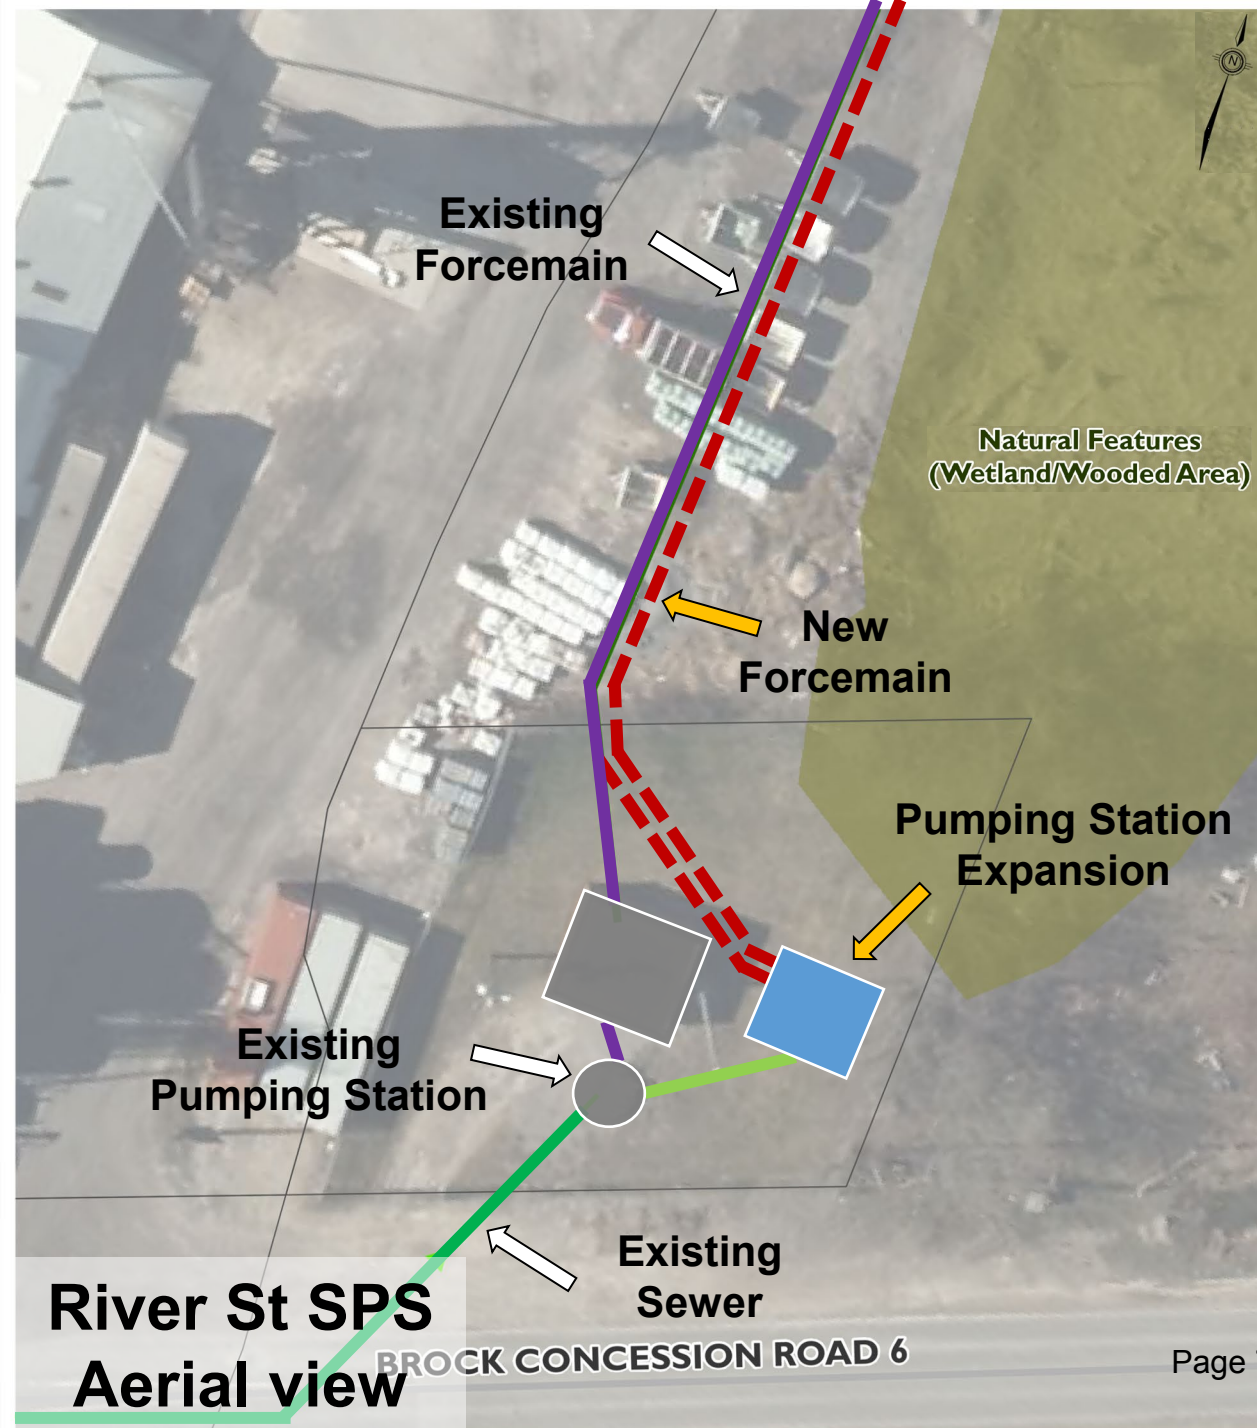 N
Existing
Forcemain
Natural Features
(Wetland/Wooded Area)
New
Forcemain
Pumping Station
Expansion
Existing
Pumping Station
Existing
Sewer
River St SPS
Aerial view
BROCK CONCESSION ROAD 6
Page